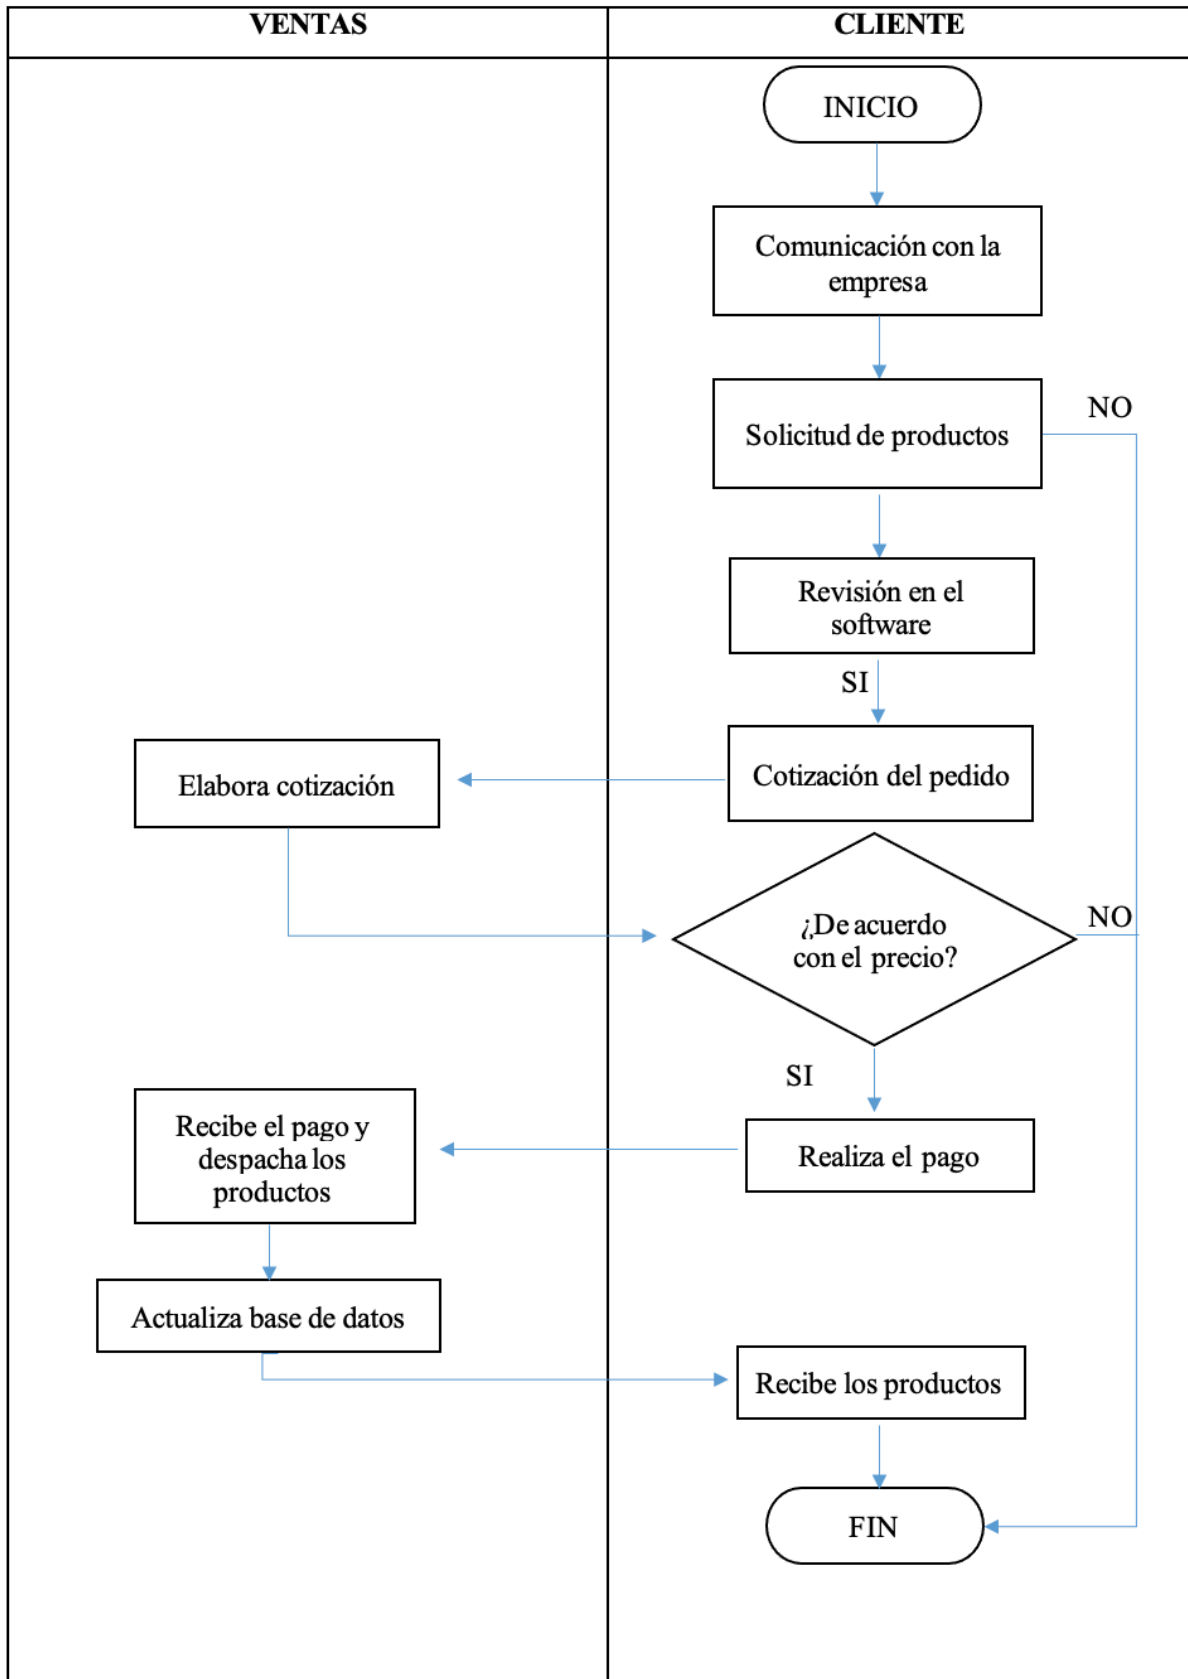 VENTAS
CLIENTE
INICIO
Comunicación con la
empresa
Solicitud de productos
NO
Revisión en el
software
SI
Cotización del pedido
Elabora cotización
¿De acuerdo
con el precio?
NO
SI
Realiza el pago
Recibe el pago y
despacha los
productos
Actualiza base de datos
Recibe los productos
FIN